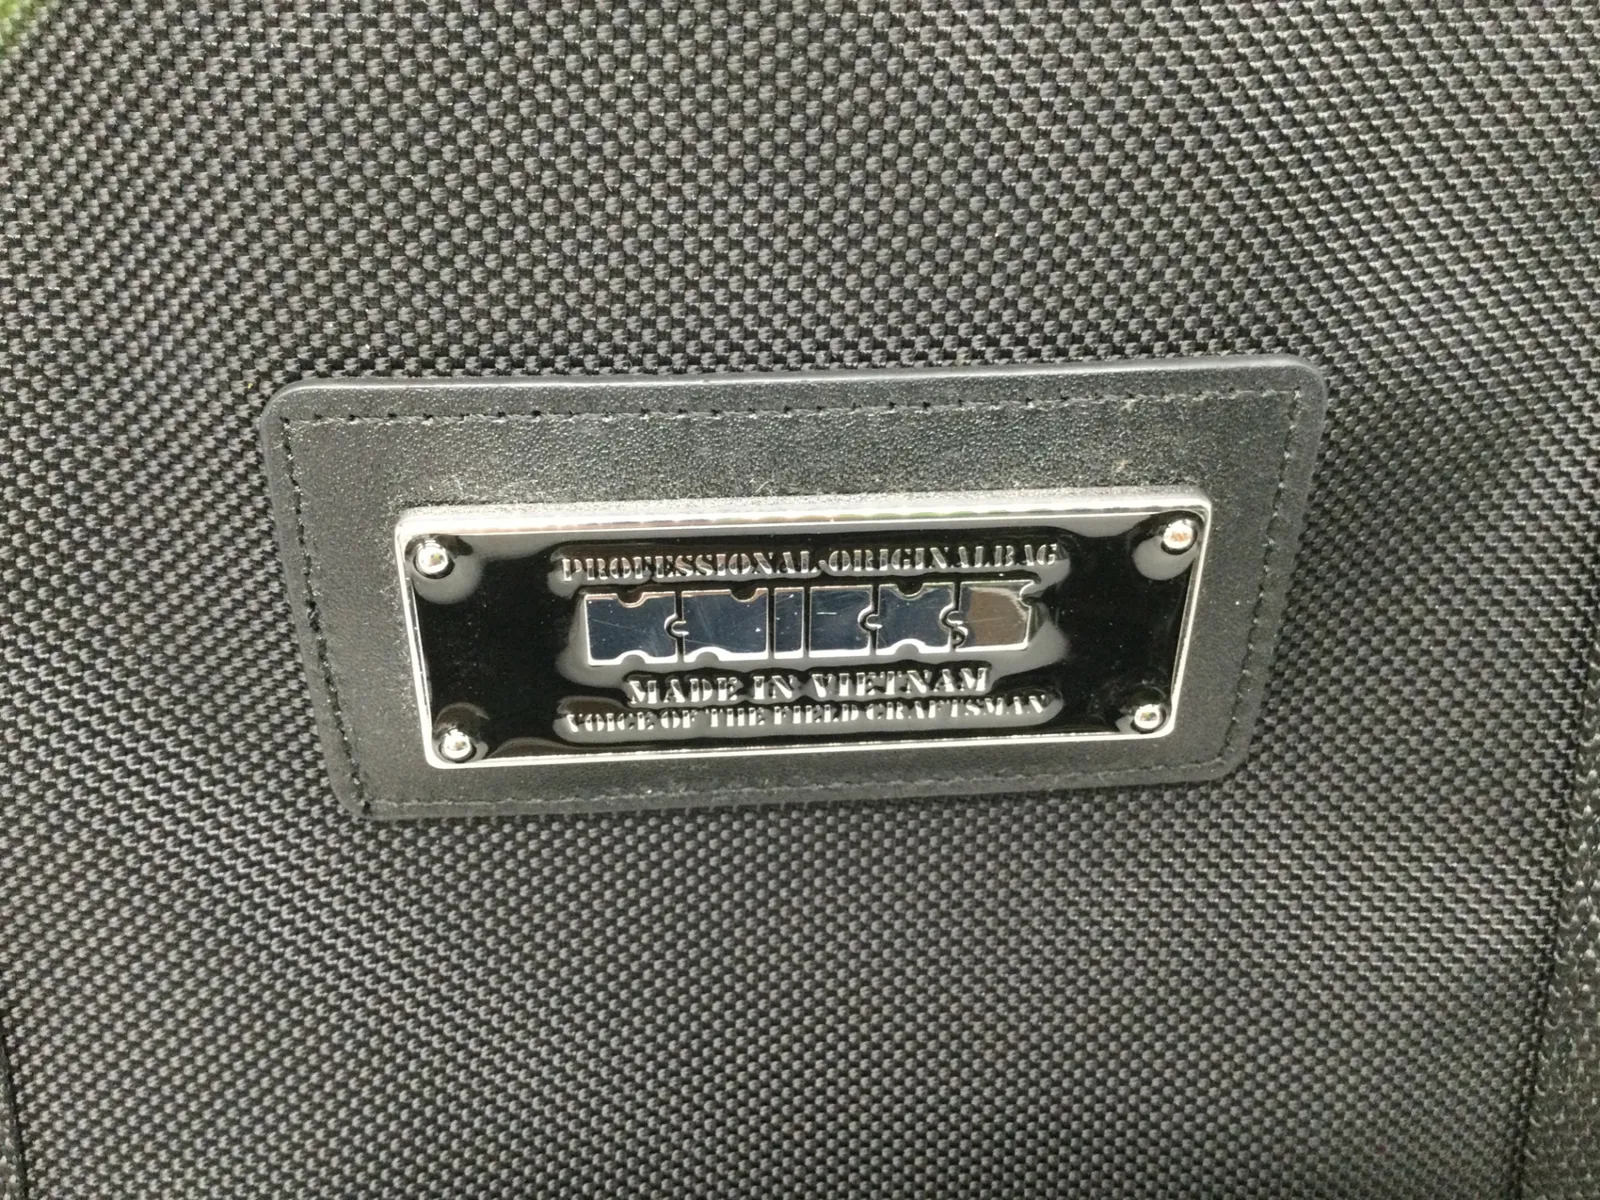 PROFESSIONAL·ORIGINALBAG
KNICKS
MADE IN VIETNAM
VOICE OF THE FIELD CRAFTSMAN